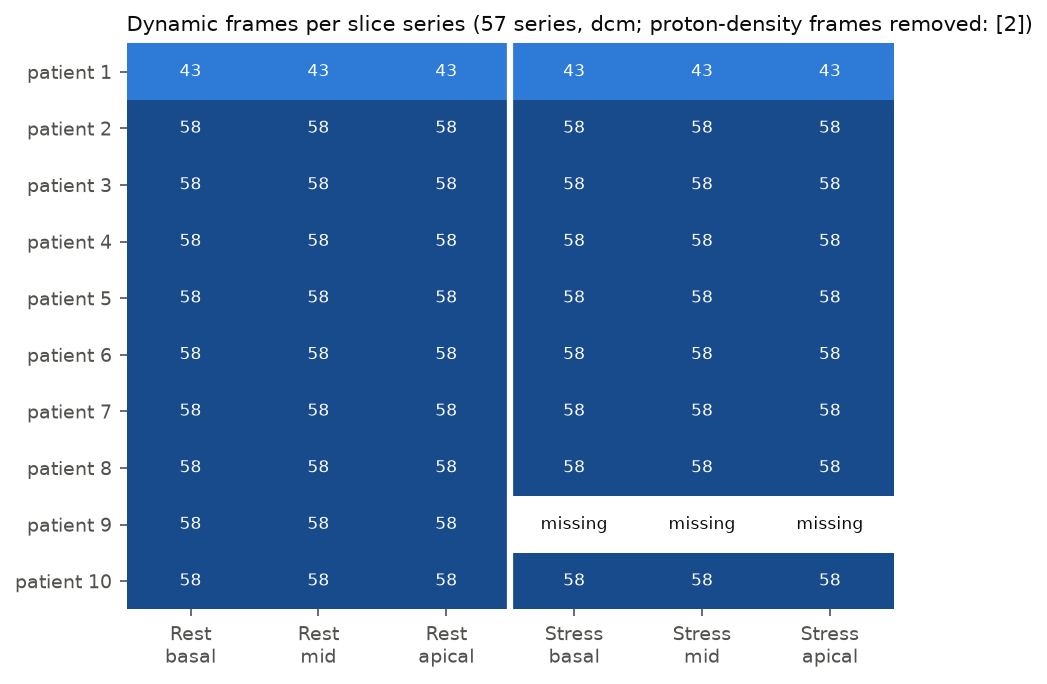 Dynamic frames per slice series (57 series, dcm; proton-density frames removed: [2])
patient 1 43 43 43 43 43 43
patient 2 58 58 58 58 58 58
patient 3 58 58 58 58 58 58
patient 4 58 58 58 58 58 58
patient 5 58 58 58 58 58 58
patient 6 58 58 58 58 58 58
patient 7 58 58 58 58 58 58
patient 8 58 58 58 58 58 58
patient 9 58 58 58 missing missing missing
patient 10 58 58 58 58 58 58
Rest Rest Rest Stress Stress Stress
basal mid apical basal mid apical